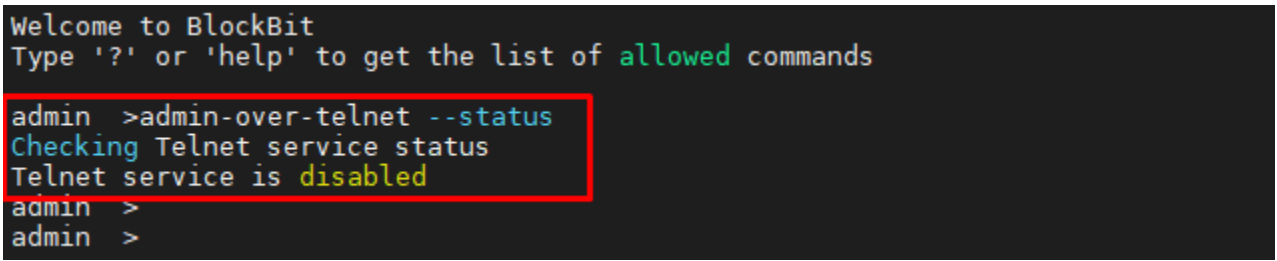 Welcome to BlockBit
Type '?' or 'help' to get the list of allowed commands
admin  >admin-over-telnet --status
Checking Telnet service status
Telnet service is disabled
admin  >
admin  >